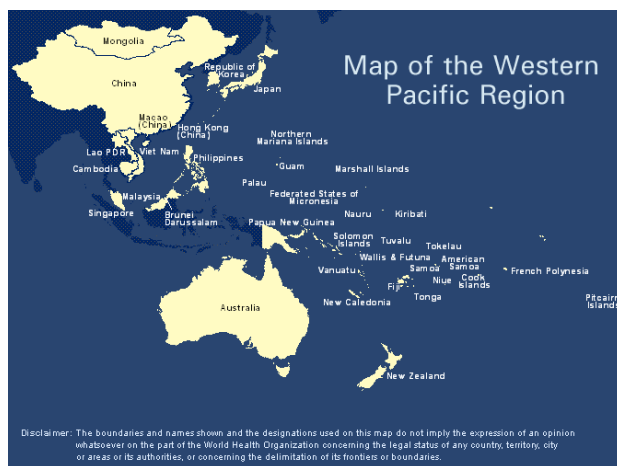 Map of the Western
Pacific Region
Mongolia
China
Republic of
Korea
Japan
Macao
(China)
Hong Kong
(China)
Lao PDR
Viet Nam
Cambodia
Philippines
Northern
Mariana Islands
Guam
Marshall Islands
Palau
Federated States of
Micronesia
Malaysia
Singapore
Brunei
Darussalam
Papua New Guinea
Nauru
Kiribati
Solomon
Islands
Tuvalu
Tokelau
Wallis & Futuna
American
Samoa
Samoa
Vanuatu
Fiji
Niue
Cook
Islands
French Polynesia
Tonga
New Caledonia
Pitcairn
Islands
Australia
New Zealand
Disclaimer: The boundaries and names shown and the designations used on this map do not imply the expression of an opinion
whatsoever on the part of the World Health Organization concerning the legal status of any country, territory, city
or areas or its authorities, or concerning the delimitation of its frontiers or boundaries.